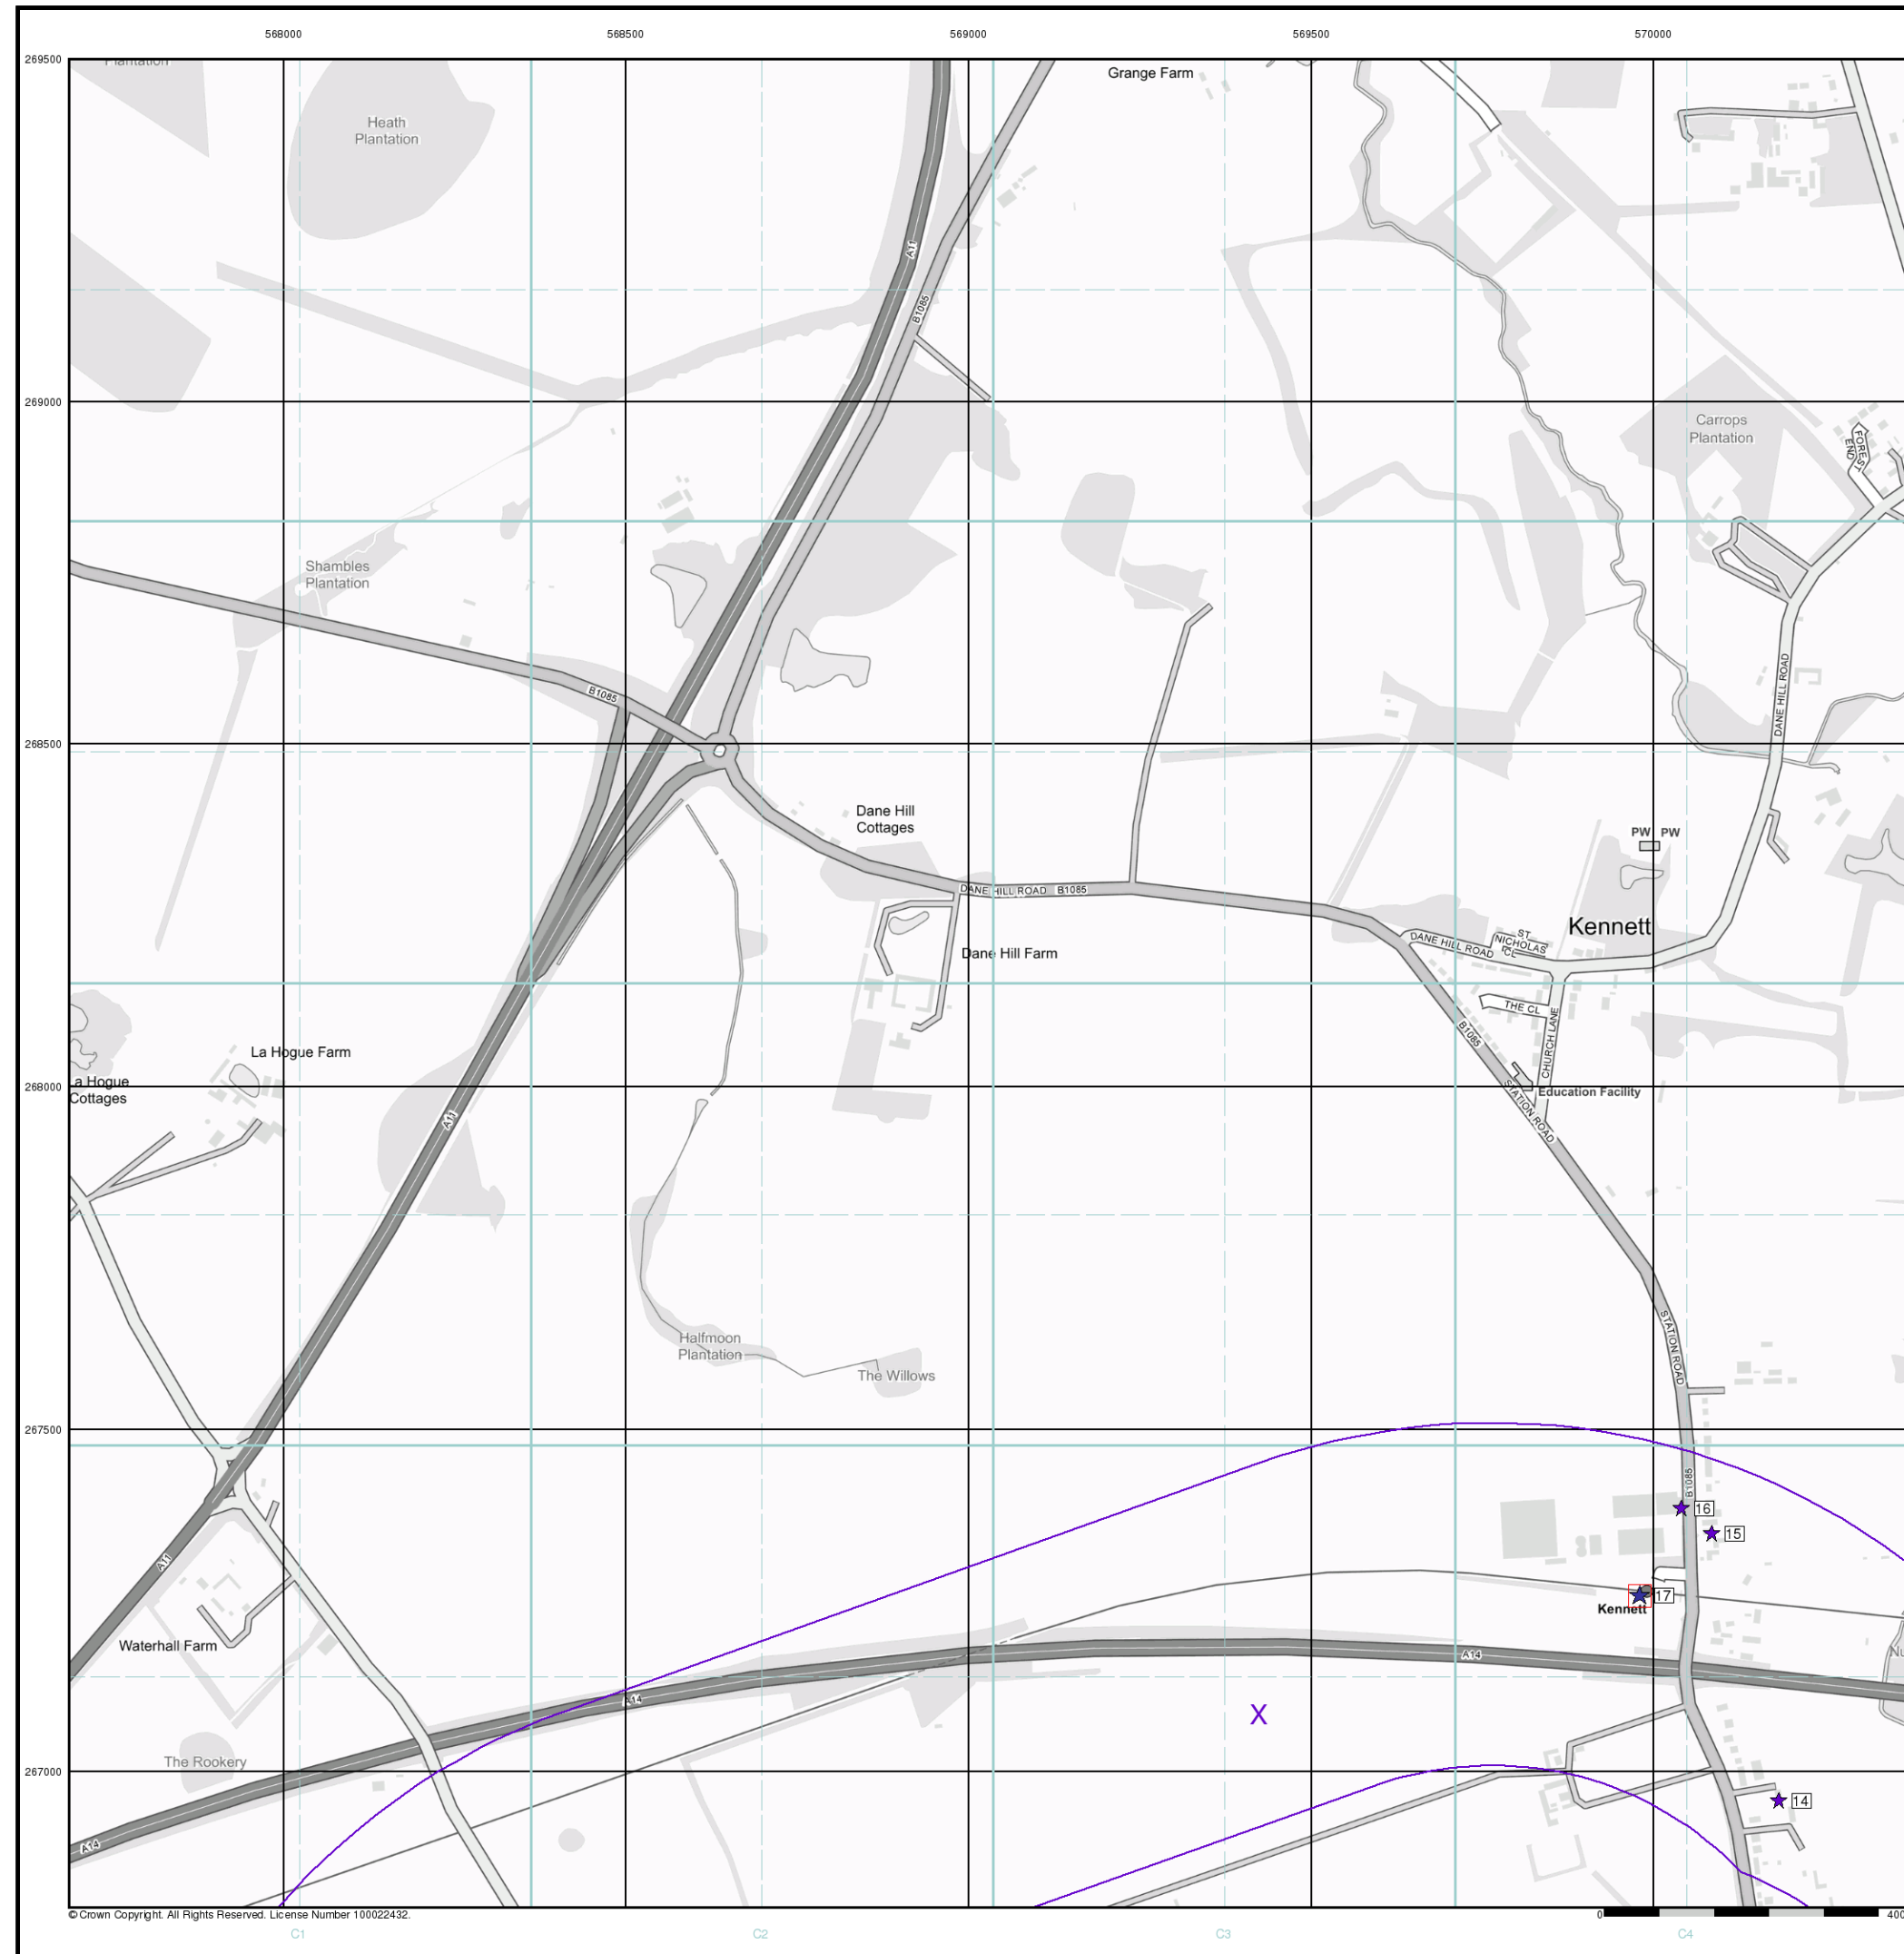 568000 568500 569000 569500 570000
269500
Plantation
Grange Farm
Heath
Plantation
A11
B1085
269000
Carrops
Plantation
FOREST
END
Shambles
Plantation
B1085
DANE HILL ROAD
268500
Dane Hill
Cottages
PW PW
DANE HILL ROAD B1085
Kennett
ST
NICHOLAS
CL
DANE HILL ROAD
Dane Hill Farm
THE CL
B1085
CHURCH LANE
La Hogue Farm
268000
a Hogue
Cottages
Education Facility
STATION ROAD
A11
STATION ROAD
Halfmoon
Plantation
The Willows
267500
B1085
16
15
A11
17
Kennett
Waterhall Farm
Nu
A14
A14
X
The Rookery
267000
14
A14
© Crown Copyright. All Rights Reserved. License Number 100022432.
0 400
C1 C2 C3 C4